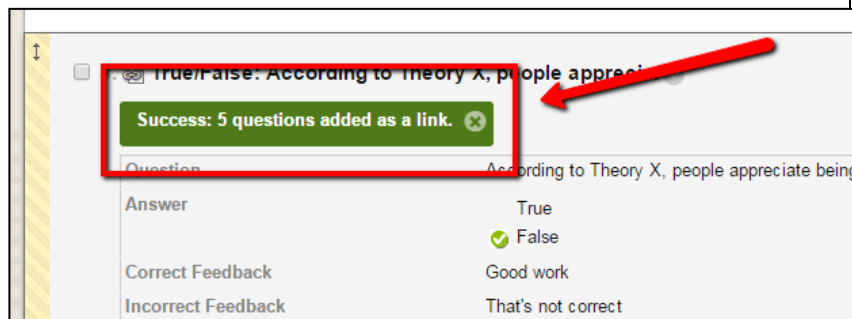 True/False: According to Theory X, people
Success: 5 questions added as a link.
Question According to Theory X, people appreciate being
Answer True
False
Correct Feedback Good work
Incorrect Feedback That's not correct